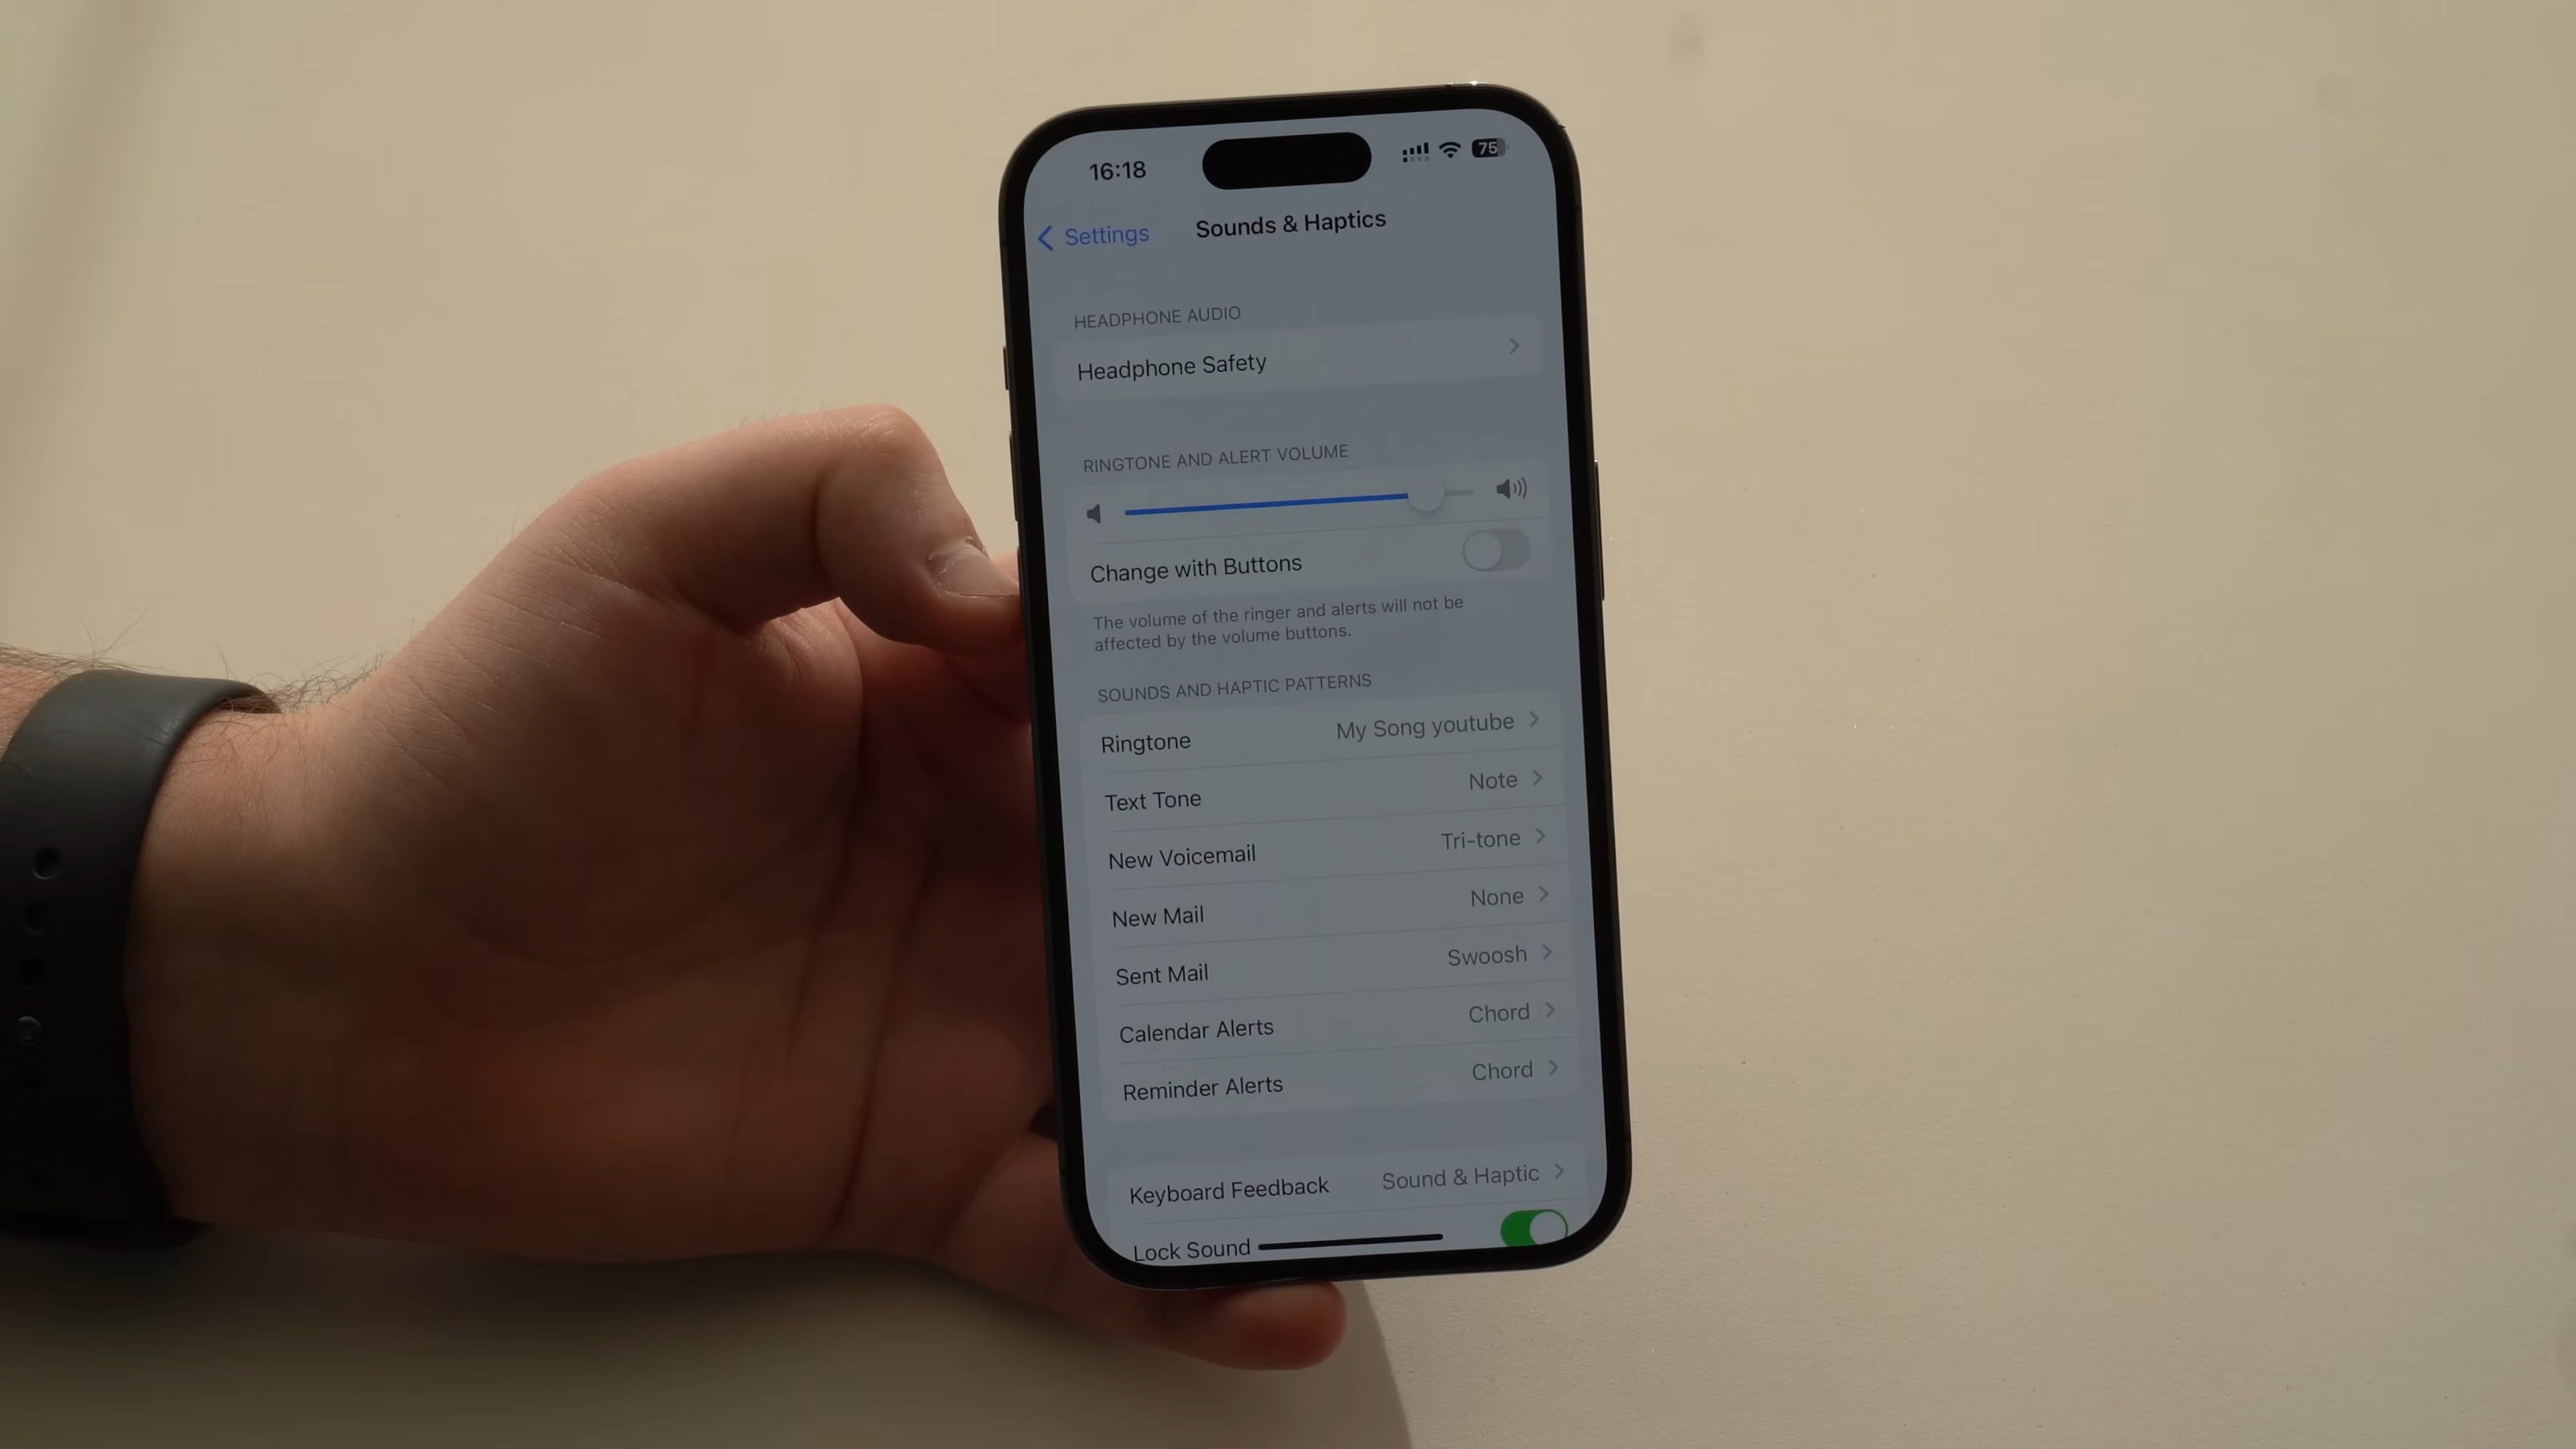 16:18
75
Settings
Sounds & Haptics
HEADPHONE AUDIO
Headphone Safety
RINGTONE AND ALERT VOLUME
Change with Buttons
The volume of the ringer and alerts will not be
affected by the volume buttons.
SOUNDS AND HAPTIC PATTERNS
Ringtone My Song youtube
Text Tone Note
New Voicemail Tri-tone
New Mail None
Sent Mail Swoosh
Calendar Alerts Chord
Reminder Alerts Chord
Keyboard Feedback Sound & Haptic
Lock Sound